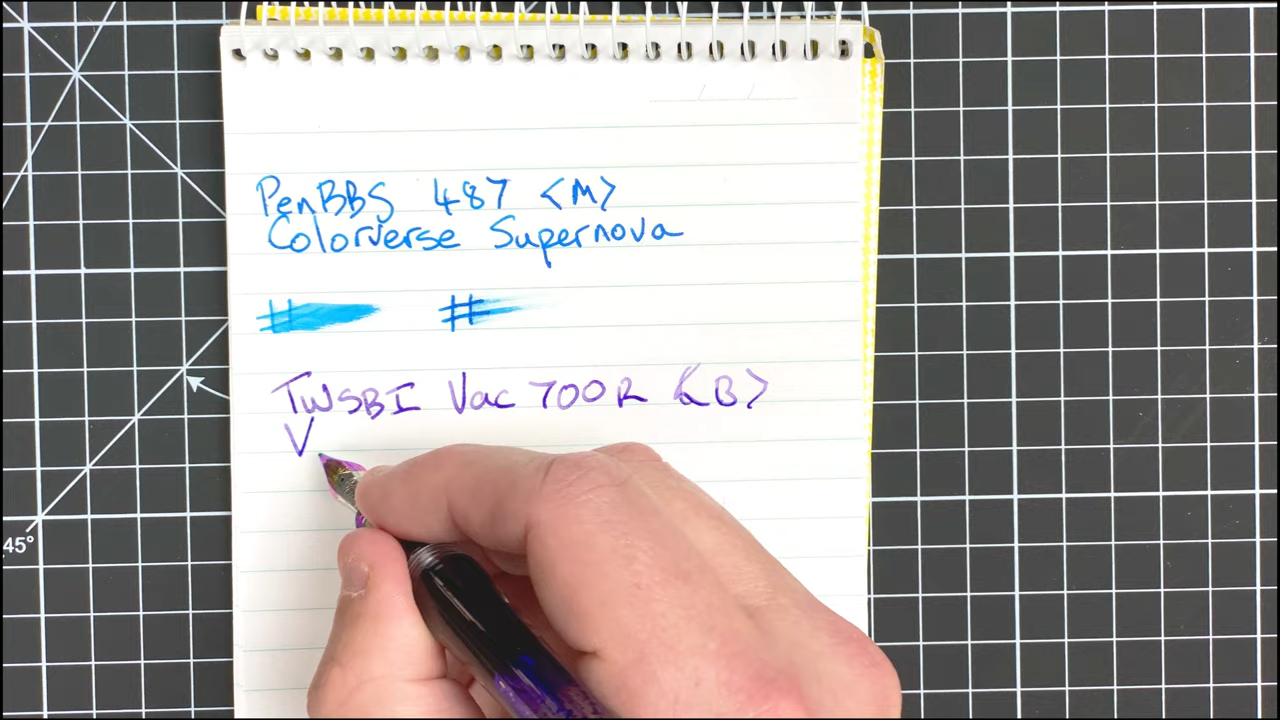 PenBBS 487 <M>
Colorverse Supernova
# #
TWSBI Vac 700R <B>
V
45°